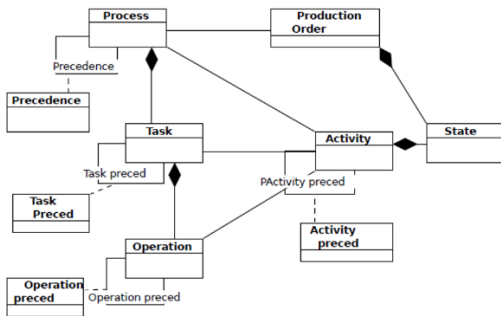 Process
Production
Order
Precedence
Precedence
Task
Activity
State
Task preced
PActivity preced
Task
Preced
Activity
preced
Operation
Operation
preced
Operation preced